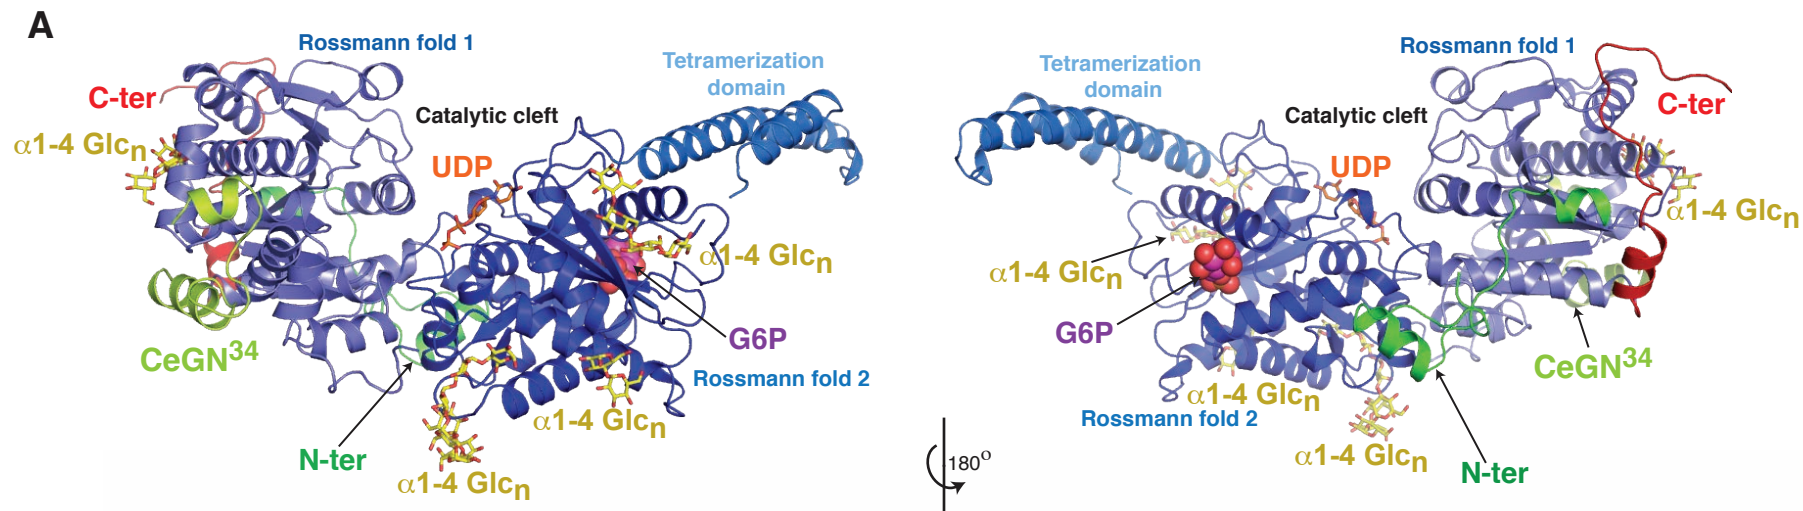 A
Rossmann fold 1
Tetramerization
domain
C-ter
Catalytic cleft
α1-4 Glcn
UDP
α1-4 Glcn
G6P
CeGN34
Rossmann fold 2
α1-4 Glcn
N-ter
α1-4 Glcn
180o
Rossmann fold 1
Tetramerization
domain
C-ter
Catalytic cleft
UDP
α1-4 Glcn
α1-4 Glcn
G6P
CeGN34
α1-4 Glcn
Rossmann fold 2
α1-4 Glcn
N-ter